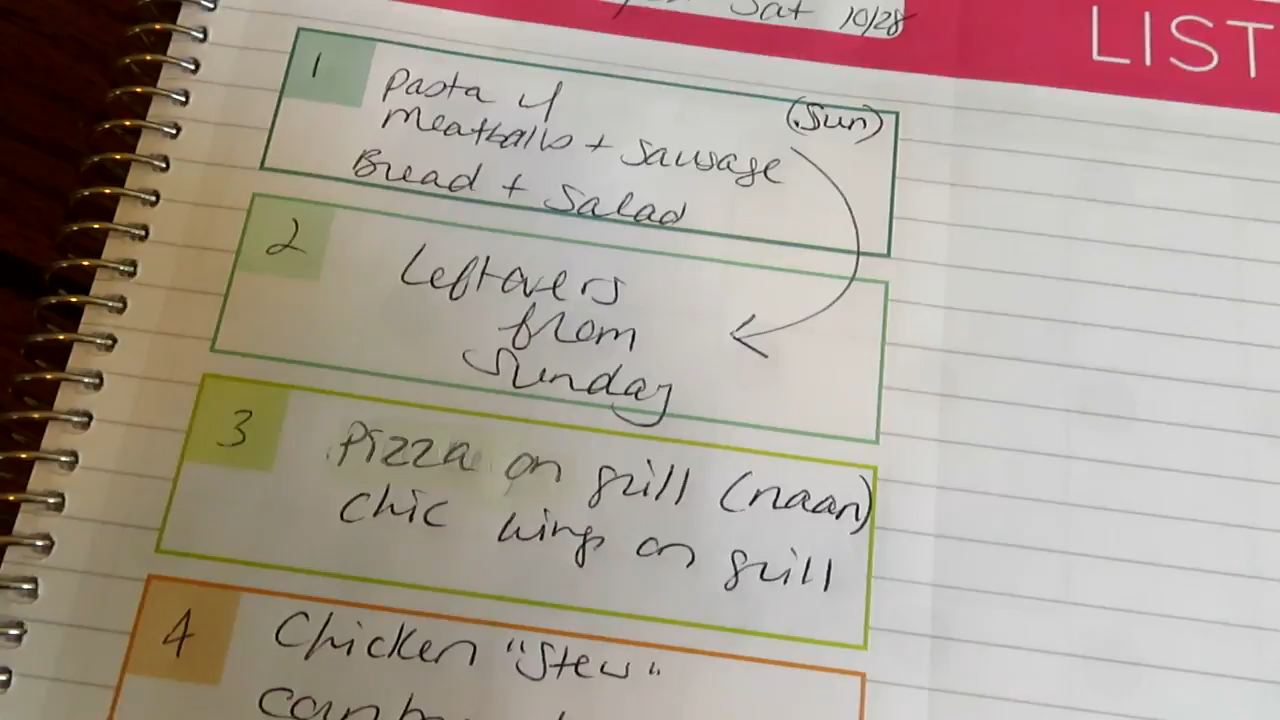 Sat 10/28
LIST
1
Pasta w/
(Sun)
Meatballs + Sausage
Bread + Salad
2
Leftovers
from
Sunday
3
Pizza on grill (naan)
Chic wings on grill
4
Chicken "Stew"